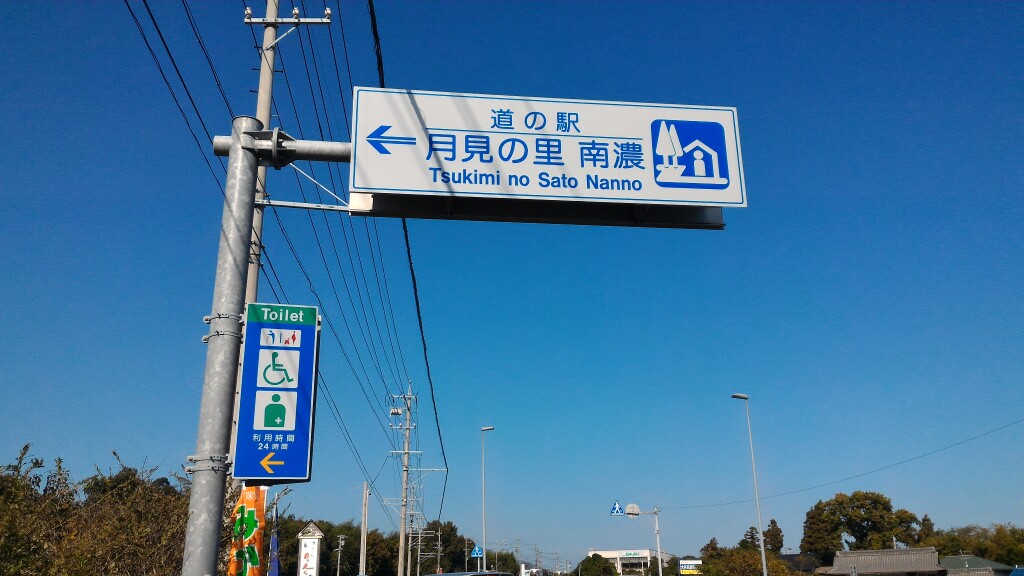 道の駅
月見の里 南濃
Tsukimi no Sato Nanno
Toilet
利用時間
24時間